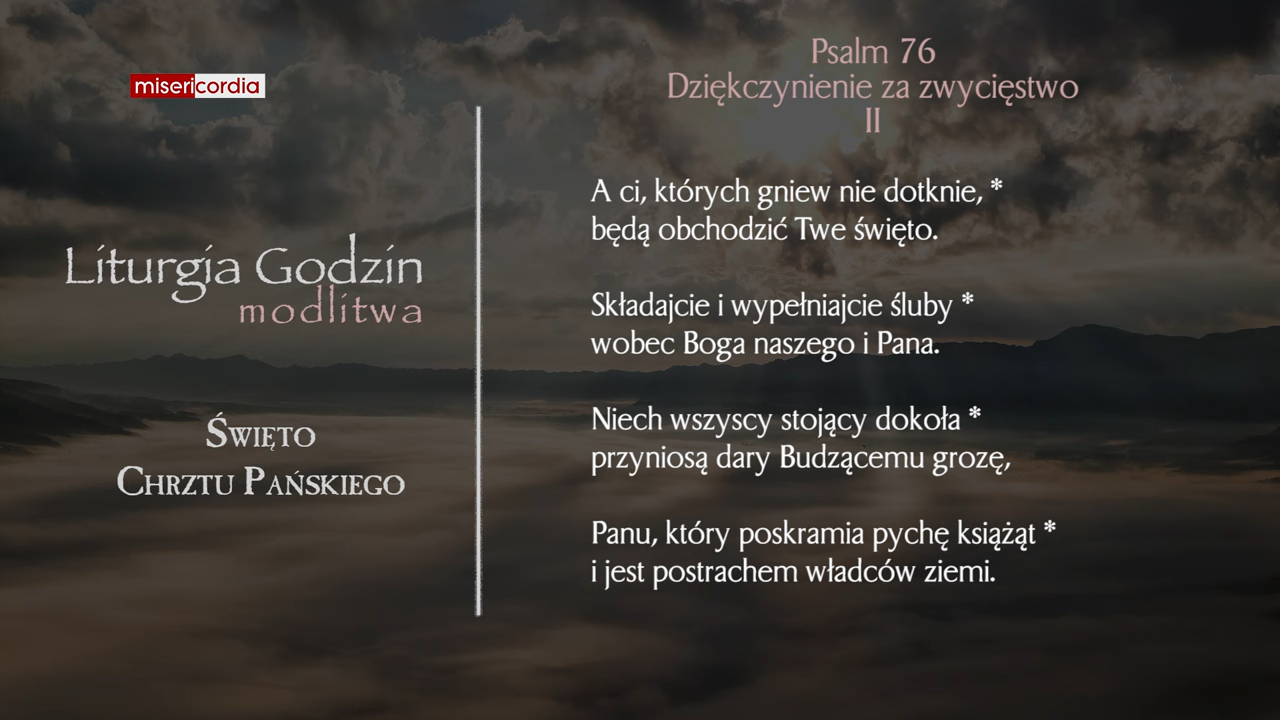 misericordia
Liturgia Godzin
modlitwa
Święto
Chrztu Pańskiego
Psalm 76
Dziękczynienie za zwycięstwo
II
A ci, których gniew nie dotknie, *
będą obchodzić Twe święto.
Składajcie i wypełniajcie śluby *
wobec Boga naszego i Pana.
Niech wszyscy stojący dokoła *
przyniosą dary Budzącemu grozę,
Panu, który poskramia pychę książąt *
i jest postrachem władców ziemi.